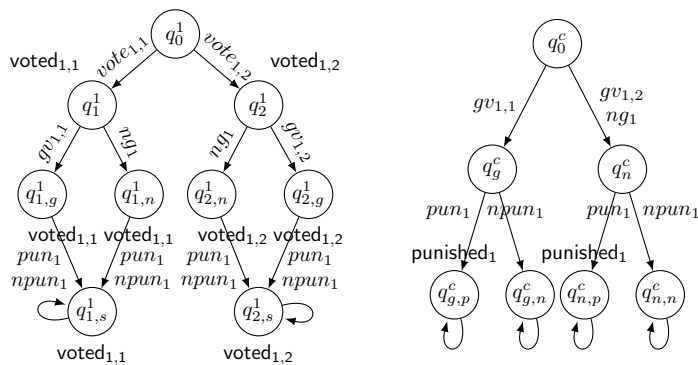 q_0^1
q_0^c
vote_{1,1}
vote_{1,2}
voted_{1,1}
voted_{1,2}
q_1^1
q_2^1
gv_{1,1}
gv_{1,2}
ng_1
gv_{1,1}
ng_1
ng_1
gv_{1,2}
q_g^c
q_n^c
q_{1,g}^1
q_{1,n}^1
q_{2,n}^1
q_{2,g}^1
pun_1
npun_1
pun_1
npun_1
voted_{1,1}
voted_{1,1}
voted_{1,2}
voted_{1,2}
pun_1
npun_1
pun_1
npun_1
pun_1
npun_1
pun_1
npun_1
punished_1
punished_1
q_{1,s}^1
q_{2,s}^1
q_{g,p}^c
q_{g,n}^c
q_{n,p}^c
q_{n,n}^c
voted_{1,1}
voted_{1,2}